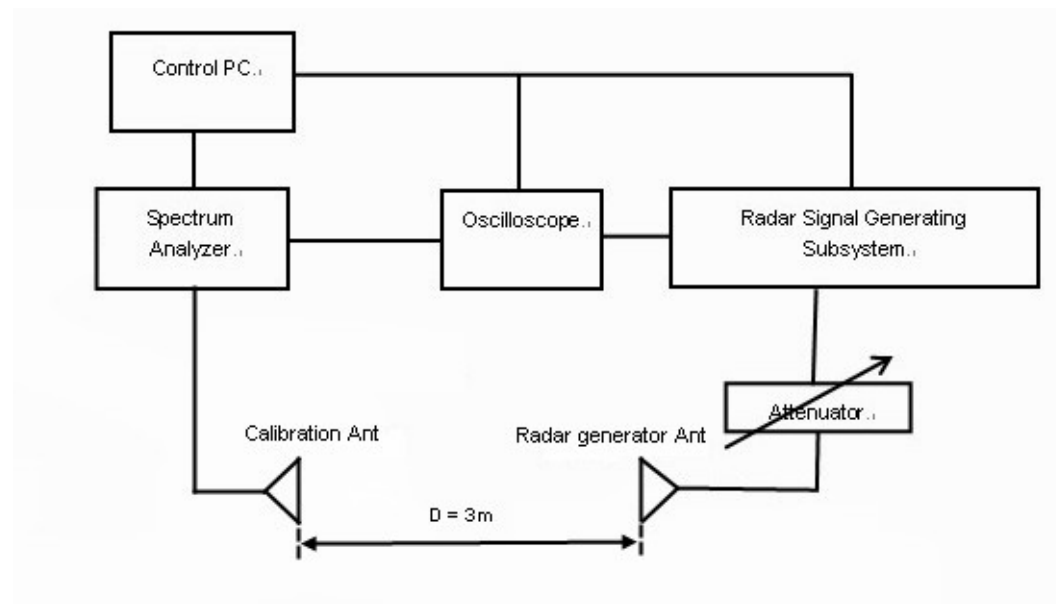 Control PC.
Spectrum
Analyzer.
Oscilloscope.
Radar Signal Generating
Subsystem.
Attenuator.
Calibration Ant
Radar generator Ant
D = 3m